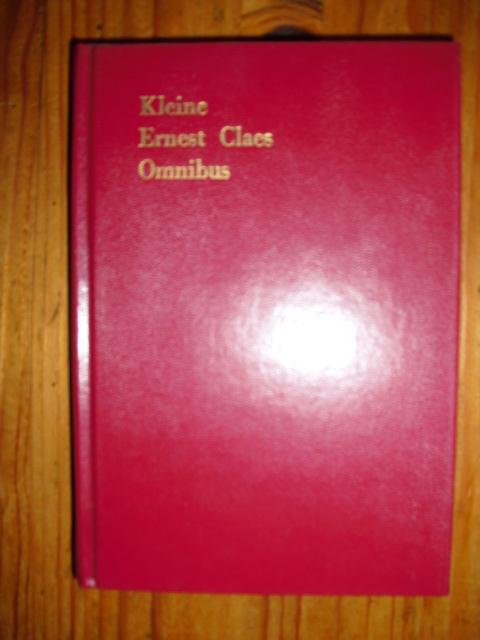 Kleine
Ernest Claes
Omnibus